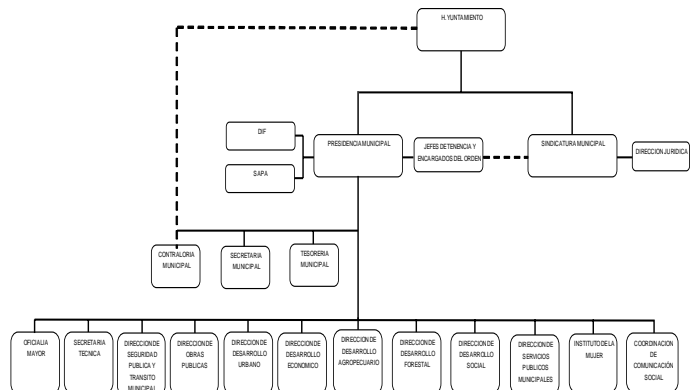 H. YUNTAMIENTO
DIF
SAPA
PRESIDENCIA MUNICIPAL
JEFES DE TENENCIA Y
ENCARGADOS DEL ORDEN
SINDICATURA MUNICIPAL
DIRECCION JURIDICA
CONTRALORIA
MUNICIPAL
SECRETARIA
MUNICIPAL
TESORERIA
MUNICIPAL
OFICIALIA
MAYOR
SECRETARIA
TECNICA
DIRECCION DE
SEGURIDAD
PUBLICA Y
TRANSITO
MUNICIPAL
DIRECCION DE
OBRAS
PUBLICAS
DIRECCION DE
DESARROLLO
URBANO
DIRECCION DE
DESARROLLO
ECONOMICO
DIRECCION DE
DESARROLLO
AGROPECUARIO
DIRECCION DE
DESARROLLO
FORESTAL
DIRECCION DE
DESARROLLO
SOCIAL
DIRECCION DE
SERVICIOS
PUBLICOS
MUNICIPALES
INSTITUTO DE LA
MUJER
COORDINACION
DE
COMUNICACIÓN
SOCIAL